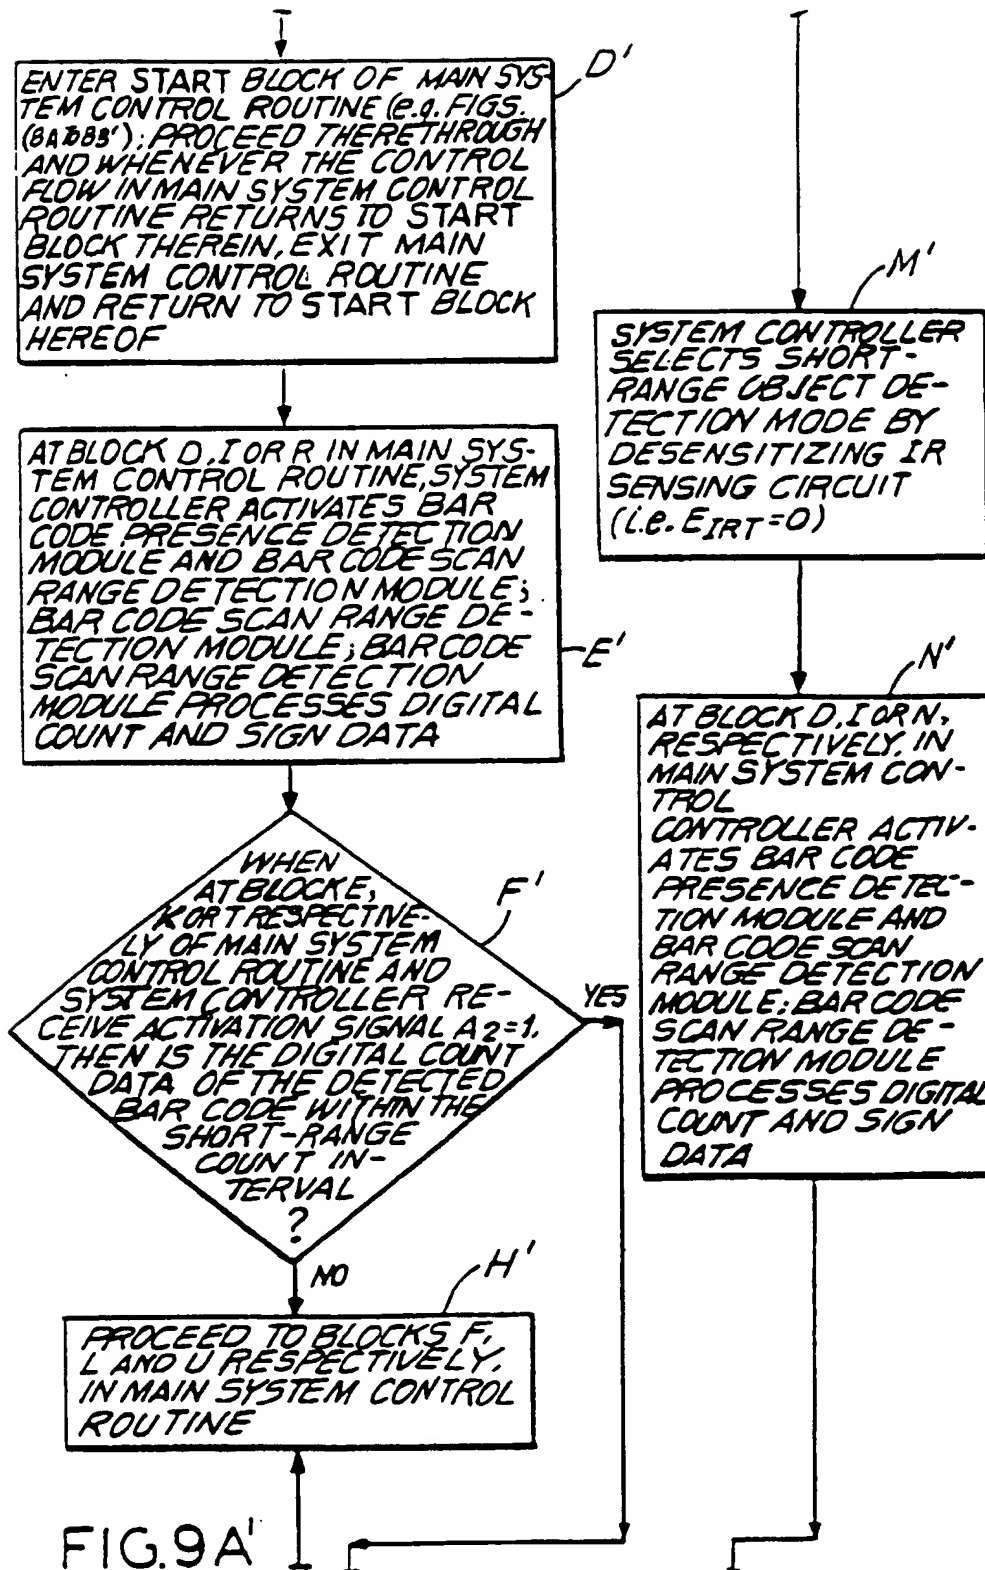 D'
ENTER START BLOCK OF MAIN SYS-
TEM CONTROL ROUTINE (e.g. FIGS.
(8A TO 8B'); PROCEED THERETHROUGH
AND WHENEVER THE CONTROL
FLOW IN MAIN SYSTEM CONTROL
ROUTINE RETURNS TO START
BLOCK THEREIN, EXIT MAIN
SYSTEM CONTROL ROUTINE
AND RETURN TO START BLOCK
HEREOF
AT BLOCK D, I OR R IN MAIN SYS-
TEM CONTROL ROUTINE, SYSTEM
CONTROLLER ACTIVATES BAR
CODE PRESENCE DETECTION
MODULE AND BAR CODE SCAN
RANGE DETECTION MODULE;
BAR CODE SCAN RANGE DE-
TECTION MODULE; BAR CODE
SCAN RANGE DETECTION
MODULE PROCESSES DIGITAL
COUNT AND SIGN DATA
E'
WHEN
AT BLOCK E,
K OR T RESPECTIVE-
LY OF MAIN SYSTEM
CONTROL ROUTINE AND
SYSTEM CONTROLLER RE-
CEIVE ACTIVATION SIGNAL A2=1,
THEN IS THE DIGITAL COUNT
DATA OF THE DETECTED
BAR CODE WITHIN THE
SHORT-RANGE
COUNT IN-
TERVAL
?
F'
YES
NO
H'
PROCEED TO BLOCKS F,
L AND U RESPECTIVELY,
IN MAIN SYSTEM CONTROL
ROUTINE
M'
SYSTEM CONTROLLER
SELECTS SHORT-
RANGE OBJECT DE-
TECTION MODE BY
DESENSITIZING IR
SENSING CIRCUIT
(i.e. EIRT=0)
N'
AT BLOCK D, I OR N,
RESPECTIVELY, IN
MAIN SYSTEM CON-
TROL
CONTROLLER ACTIV-
ATES BAR CODE
PRESENCE DETEC-
TION MODULE AND
BAR CODE SCAN
RANGE DETECTION
MODULE; BAR CODE
SCAN RANGE DE-
TECTION MODULE
PROCESSES DIGITAL
COUNT AND SIGN
DATA
FIG. 9A'